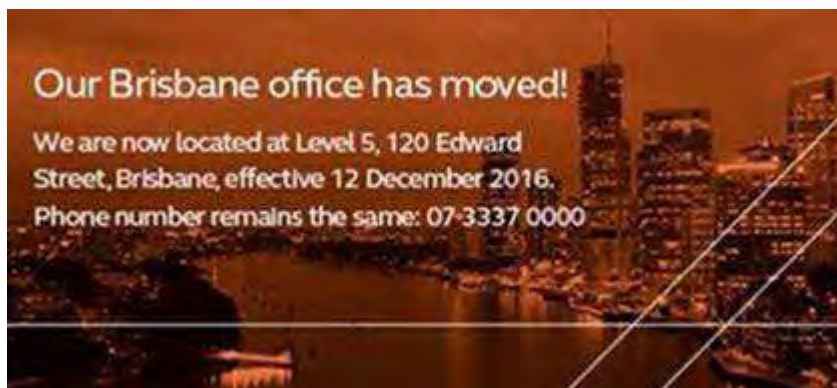 Our Brisbane office has moved!
We are now located at Level 5, 120 Edward
Street, Brisbane, effective 12 December 2016.
Phone number remains the same: 07 3337 0000